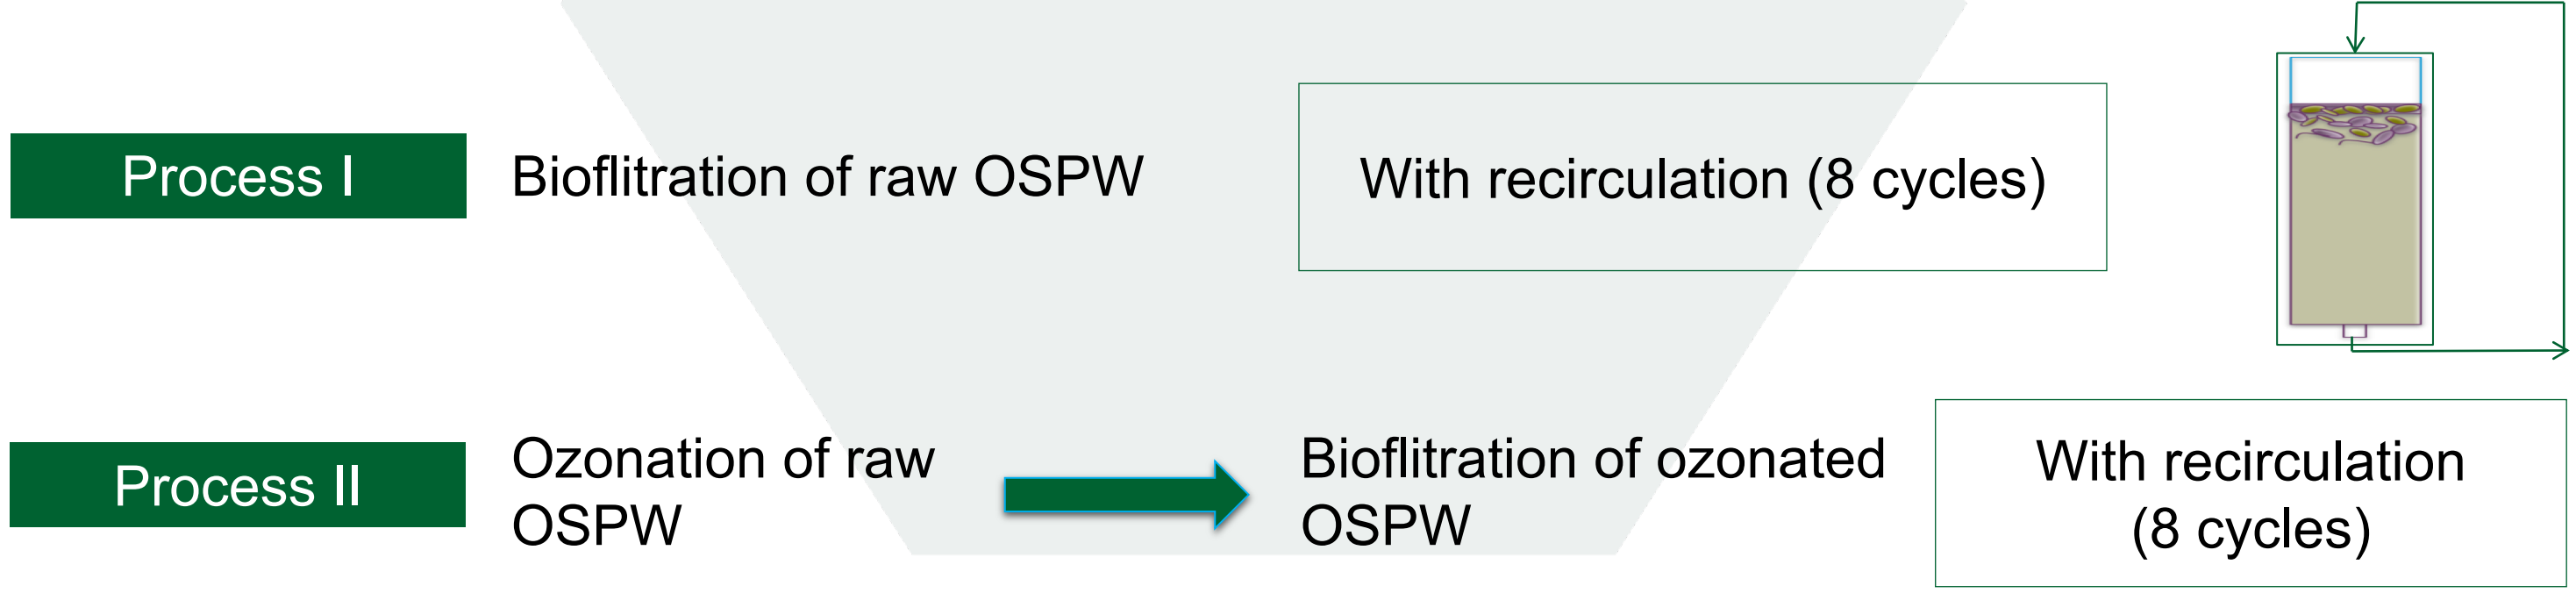 Process I
Bioflitration of raw OSPW
With recirculation (8 cycles)
Process II
Ozonation of raw
OSPW
Bioflitration of ozonated
OSPW
With recirculation
(8 cycles)